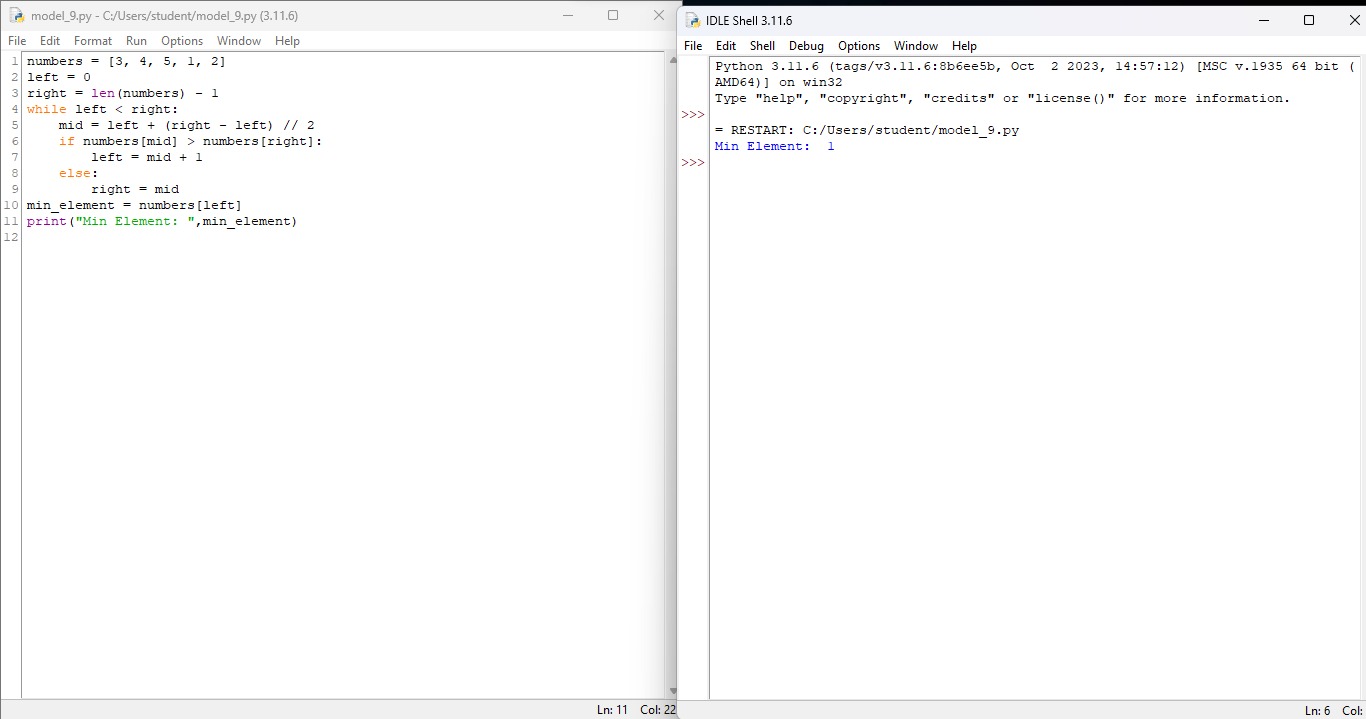 model_9.py - C:/Users/student/model_9.py (3.11.6)
File Edit Format Run Options Window Help
1 numbers = [3, 4, 5, 1, 2]
2 left = 0
3 right = len(numbers) - 1
4 while left < right:
5     mid = left + (right - left) // 2
6     if numbers[mid] > numbers[right]:
7         left = mid + 1
8     else:
9         right = mid
10 min_element = numbers[left]
11 print("Min Element: ",min_element)
12
Ln: 11 Col: 22
IDLE Shell 3.11.6
File Edit Shell Debug Options Window Help
Python 3.11.6 (tags/v3.11.6:8b6ee5b, Oct  2 2023, 14:57:12) [MSC v.1935 64 bit (
AMD64)] on win32
Type "help", "copyright", "credits" or "license()" for more information.
>>>
= RESTART: C:/Users/student/model_9.py
Min Element:  1
>>>
Ln: 6 Col: